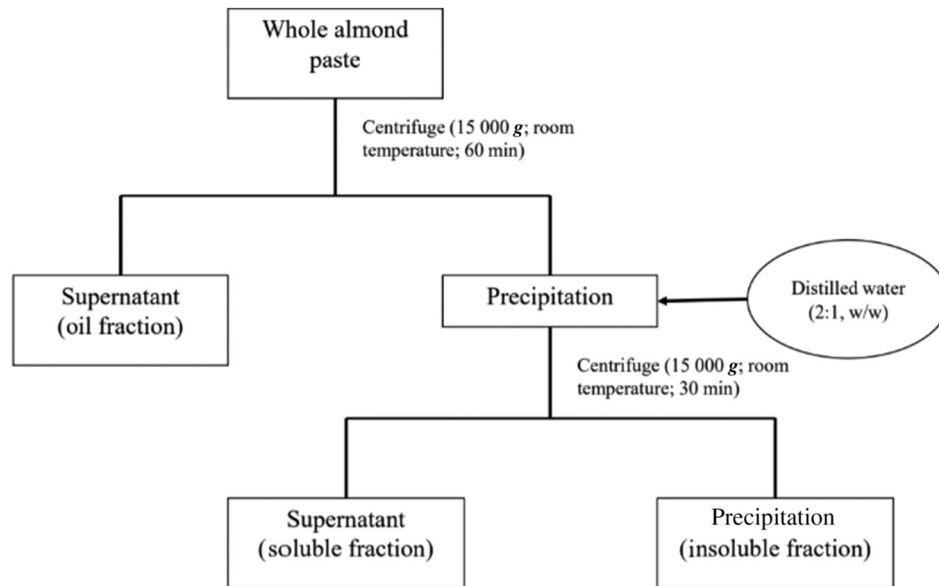 Whole almond
paste
Centrifuge (15 000 g; room
temperature; 60 min)
Supernatant
(oil fraction)
Precipitation
Distilled water
(2:1, w/w)
Centrifuge (15 000 g; room
temperature; 30 min)
Supernatant
(soluble fraction)
Precipitation
(insoluble fraction)